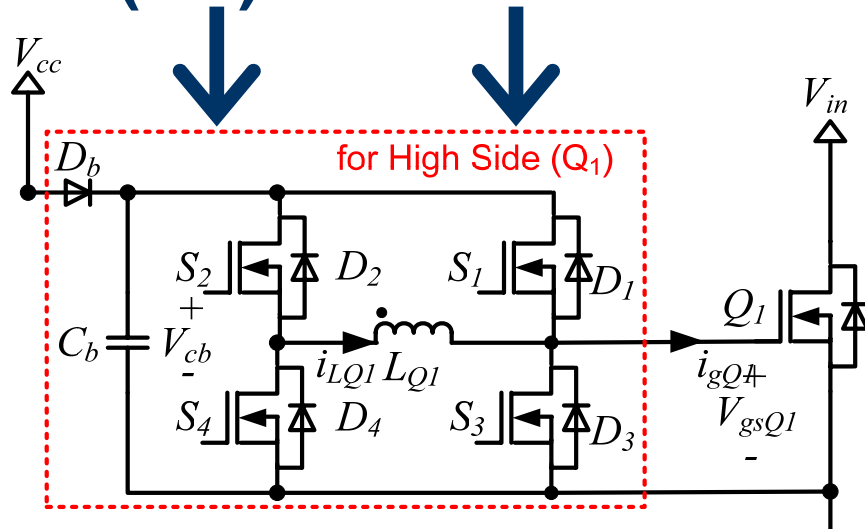 V_cc
V_in
for High Side (Q_1)
D_b
S_2
D_2
S_1
D_1
Q_1
+
C_b
V_cb
-
i_LQ1
L_Q1
i_gQ1
+
S_4
D_4
S_3
D_3
V_gsQ1
-